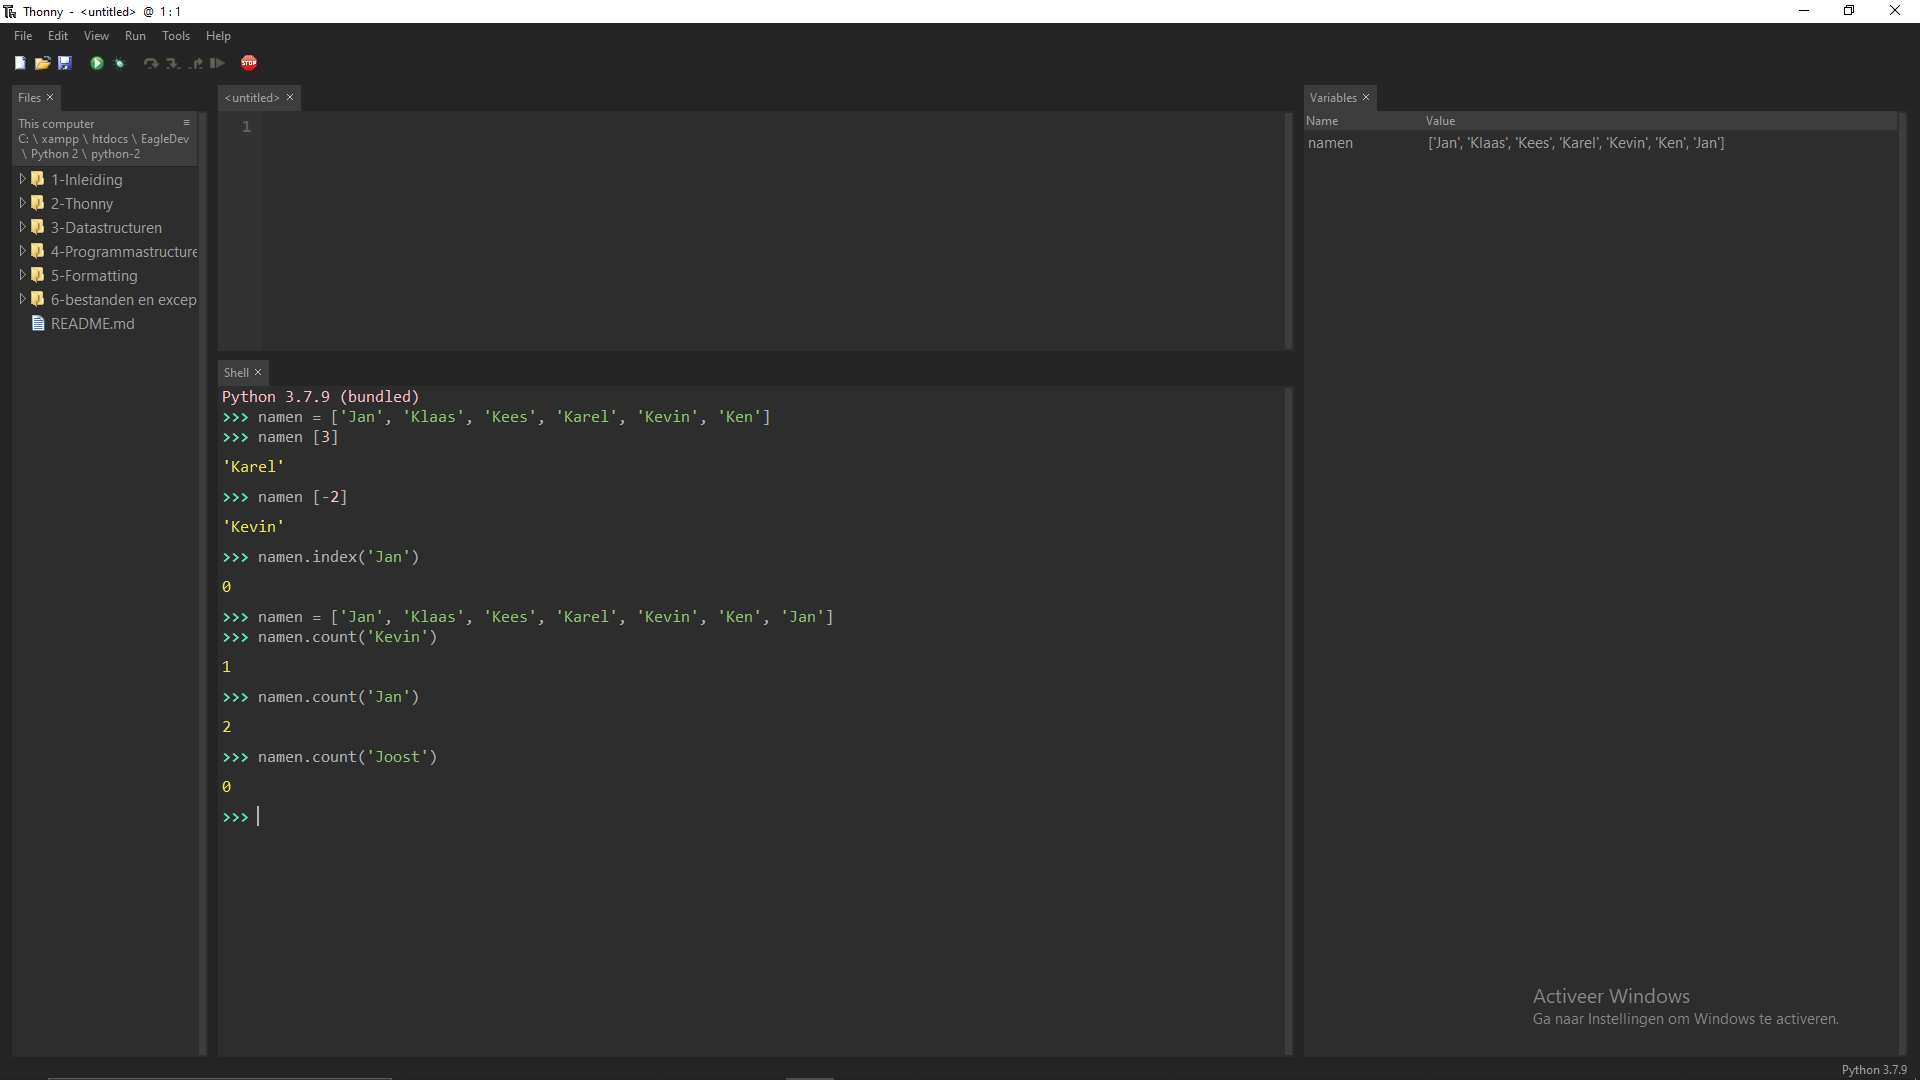 Thonny - <untitled> @ 1 : 1
File Edit View Run Tools Help
STOP
Files ×
This computer
C: \ xampp \ htdocs \ EagleDev
\ Python 2 \ python-2
1-Inleiding
2-Thonny
3-Datastructuren
4-Programmastructure
5-Formatting
6-bestanden en excep
README.md
<untitled> ×
1
Shell ×
Python 3.7.9 (bundled)
>>> namen = ['Jan', 'Klaas', 'Kees', 'Karel', 'Kevin', 'Ken']
>>> namen [3]
'Karel'
>>> namen [-2]
'Kevin'
>>> namen.index('Jan')
0
>>> namen = ['Jan', 'Klaas', 'Kees', 'Karel', 'Kevin', 'Ken', 'Jan']
>>> namen.count('Kevin')
1
>>> namen.count('Jan')
2
>>> namen.count('Joost')
0
>>>
Variables ×
Name Value
namen ['Jan', 'Klaas', 'Kees', 'Karel', 'Kevin', 'Ken', 'Jan']
Activeer Windows
Ga naar Instellingen om Windows te activeren.
Python 3.7.9